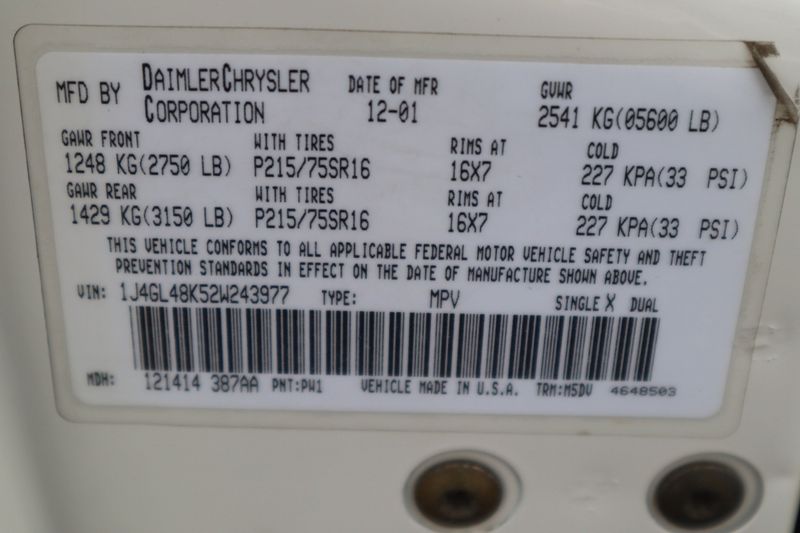 MFD BY DAIMLERCHRYSLER CORPORATION DATE OF MFR 12-01 GVWR 2541 KG(05600 LB)
GAWR FRONT WITH TIRES RIMS AT COLD
1248 KG(2750 LB) P215/75SR16 16X7 227 KPA(33 PSI)
GAWR REAR WITH TIRES RIMS AT COLD
1429 KG(3150 LB) P215/75SR16 16X7 227 KPA(33 PSI)
THIS VEHICLE CONFORMS TO ALL APPLICABLE FEDERAL MOTOR VEHICLE SAFETY AND THEFT
PREVENTION STANDARDS IN EFFECT ON THE DATE OF MANUFACTURE SHOWN ABOVE.
VIN: 1J4GL48K52W243977 TYPE: MPV SINGLE X DUAL
MDH: 121414 387AA PNT:PW1 VEHICLE MADE IN U.S.A. TRM:M5DV 4648503